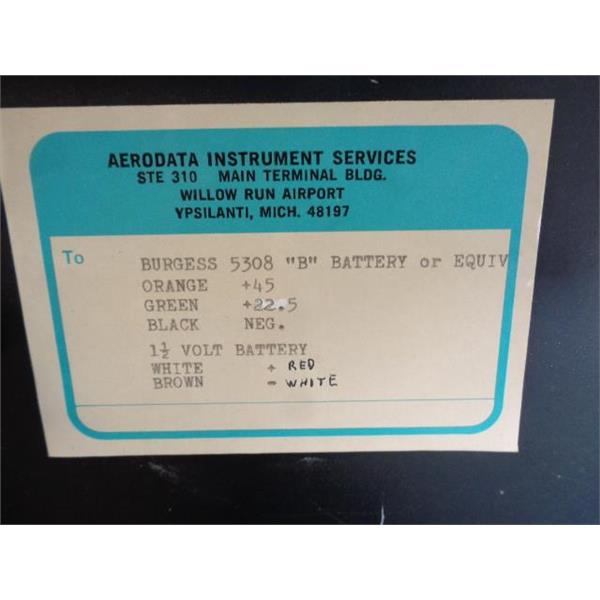 AERODATA INSTRUMENT SERVICES
STE 310 MAIN TERMINAL BLDG.
WILLOW RUN AIRPORT
YPSILANTI, MICH. 48197
To BURGESS 5308 "B" BATTERY or EQUIV
ORANGE +45
GREEN +22.5
BLACK NEG.
1½ VOLT BATTERY
WHITE + RED
BROWN - WHITE